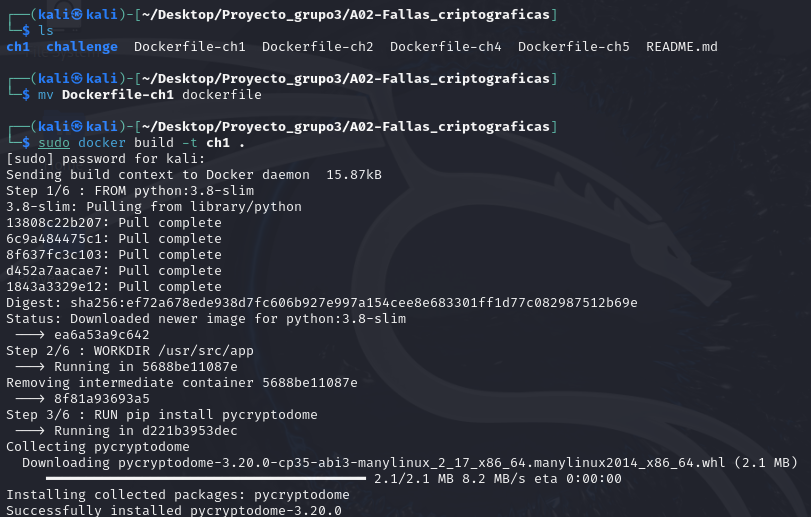 ┌──(kali㉿kali)-[~/Desktop/Proyecto_grupo3/A02-Fallas_criptograficas]
└─$ ls
ch1  challenge  Dockerfile-ch1  Dockerfile-ch2  Dockerfile-ch4  Dockerfile-ch5  README.md
┌──(kali㉿kali)-[~/Desktop/Proyecto_grupo3/A02-Fallas_criptograficas]
└─$ mv Dockerfile-ch1 dockerfile
┌──(kali㉿kali)-[~/Desktop/Proyecto_grupo3/A02-Fallas_criptograficas]
└─$ sudo docker build -t ch1 .
[sudo] password for kali:
Sending build context to Docker daemon  15.87kB
Step 1/6 : FROM python:3.8-slim
3.8-slim: Pulling from library/python
13808c22b207: Pull complete
6c9a484475c1: Pull complete
8f637fc3c103: Pull complete
d452a7aacae7: Pull complete
1843a3329e12: Pull complete
Digest: sha256:ef72a678ede938d7fc606b927e997a154cee8e683301ff1d77c082987512b69e
Status: Downloaded newer image for python:3.8-slim
 ---> ea6a53a9c642
Step 2/6 : WORKDIR /usr/src/app
 ---> Running in 5688be11087e
Removing intermediate container 5688be11087e
 ---> 8f81a93693a5
Step 3/6 : RUN pip install pycryptodome
 ---> Running in d221b3953dec
Collecting pycryptodome
  Downloading pycryptodome-3.20.0-cp35-abi3-manylinux_2_17_x86_64.manylinux2014_x86_64.whl (2.1 MB)
2.1/2.1 MB 8.2 MB/s eta 0:00:00
Installing collected packages: pycryptodome
Successfully installed pycryptodome-3.20.0